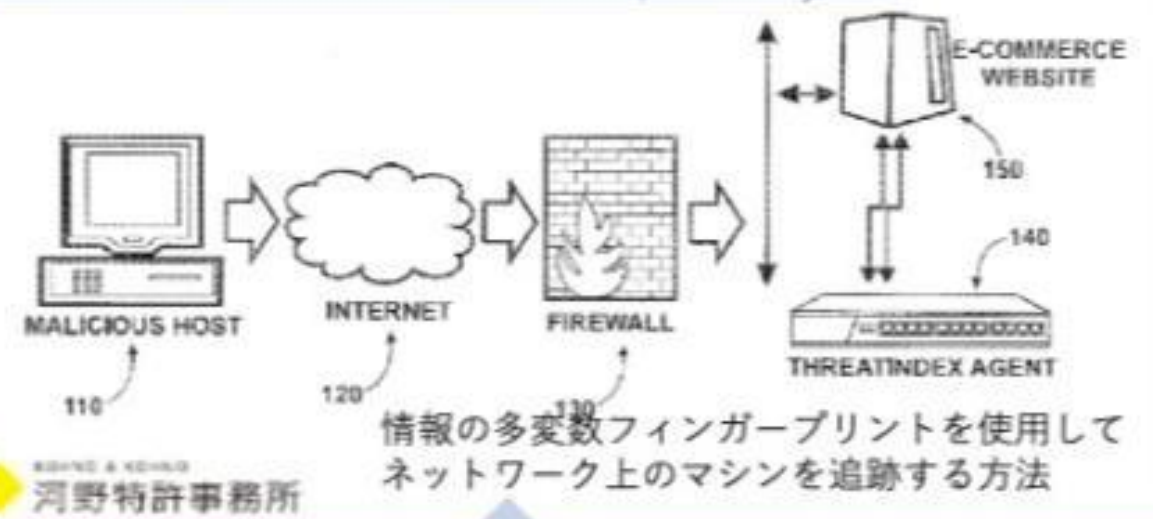 E-COMMERCE
WEBSITE
150
140
MALICIOUS HOST
INTERNET
FIREWALL
THREATINDEX AGENT
110
120
130
情報の多変数フィンガープリントを使用して
ネットワーク上のマシンを追跡する方法
KOHNO & KOHNO
河野特許事務所